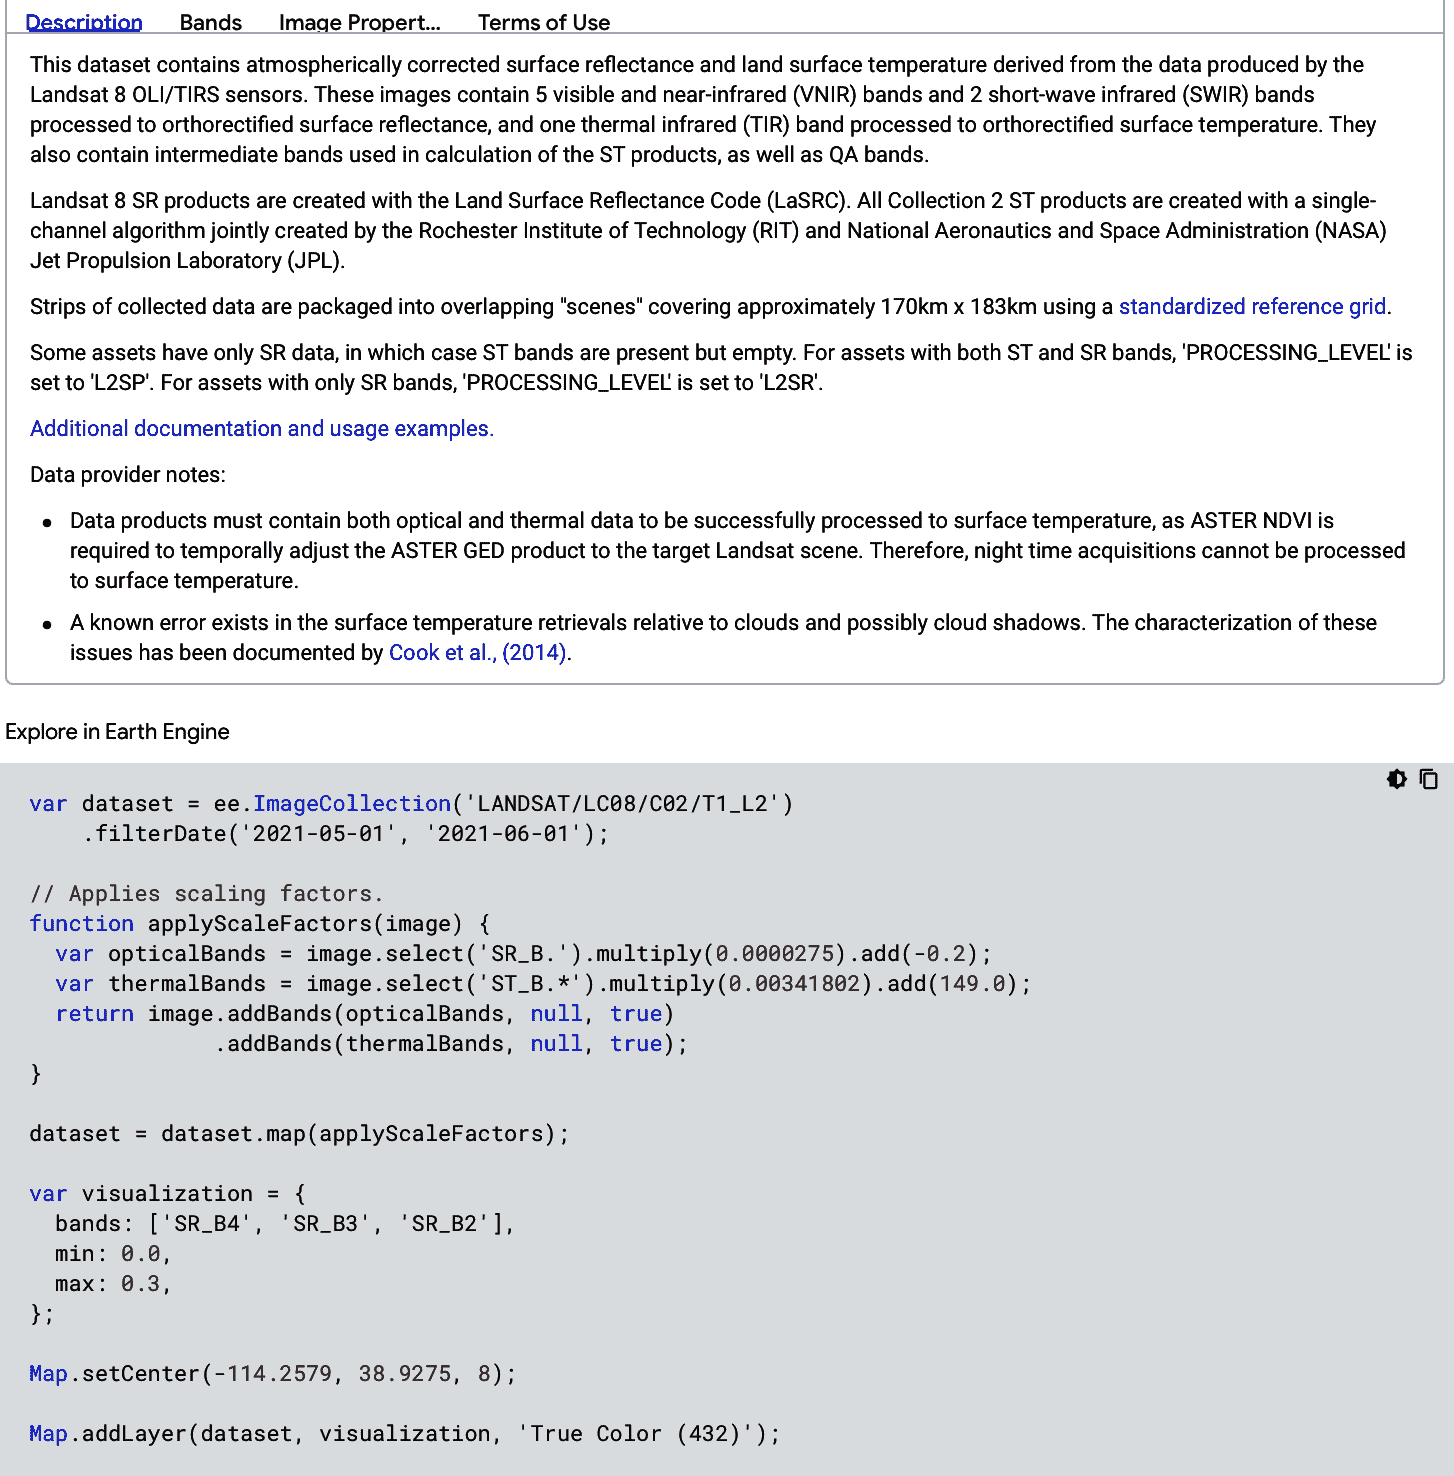 Description Bands Image Propert... Terms of Use
This dataset contains atmospherically corrected surface reflectance and land surface temperature derived from the data produced by the
Landsat 8 OLI/TIRS sensors. These images contain 5 visible and near-infrared (VNIR) bands and 2 short-wave infrared (SWIR) bands
processed to orthorectified surface reflectance, and one thermal infrared (TIR) band processed to orthorectified surface temperature. They
also contain intermediate bands used in calculation of the ST products, as well as QA bands.
Landsat 8 SR products are created with the Land Surface Reflectance Code (LaSRC). All Collection 2 ST products are created with a single-
channel algorithm jointly created by the Rochester Institute of Technology (RIT) and National Aeronautics and Space Administration (NASA)
Jet Propulsion Laboratory (JPL).
Strips of collected data are packaged into overlapping "scenes" covering approximately 170km x 183km using a standardized reference grid.
Some assets have only SR data, in which case ST bands are present but empty. For assets with both ST and SR bands, 'PROCESSING_LEVEL' is
set to 'L2SP'. For assets with only SR bands, 'PROCESSING_LEVEL' is set to 'L2SR'.
Additional documentation and usage examples.
Data provider notes:
• Data products must contain both optical and thermal data to be successfully processed to surface temperature, as ASTER NDVI is
required to temporally adjust the ASTER GED product to the target Landsat scene. Therefore, night time acquisitions cannot be processed
to surface temperature.
• A known error exists in the surface temperature retrievals relative to clouds and possibly cloud shadows. The characterization of these
issues has been documented by Cook et al., (2014).
Explore in Earth Engine
var dataset = ee.ImageCollection('LANDSAT/LC08/C02/T1_L2')
    .filterDate('2021-05-01', '2021-06-01');
// Applies scaling factors.
function applyScaleFactors(image) {
  var opticalBands = image.select('SR_B.').multiply(0.0000275).add(-0.2);
  var thermalBands = image.select('ST_B.*').multiply(0.00341802).add(149.0);
  return image.addBands(opticalBands, null, true)
              .addBands(thermalBands, null, true);
}
dataset = dataset.map(applyScaleFactors);
var visualization = {
  bands: ['SR_B4', 'SR_B3', 'SR_B2'],
  min: 0.0,
  max: 0.3,
};
Map.setCenter(-114.2579, 38.9275, 8);
Map.addLayer(dataset, visualization, 'True Color (432)');